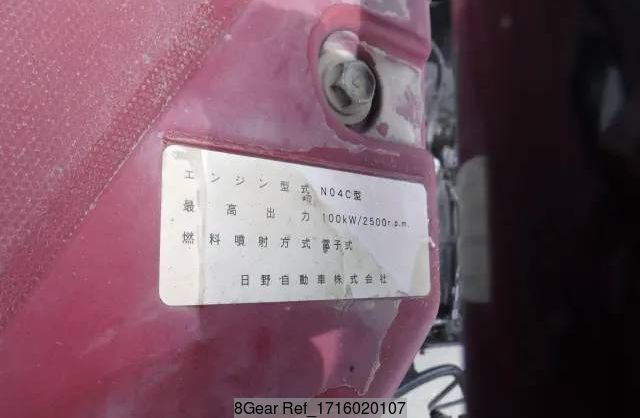 エンジン型式 N04C型
最高出力 100kW/2500r.p.m.
燃料噴射方式 電子式
日野自動車株式会社
8Gear Ref_1716020107